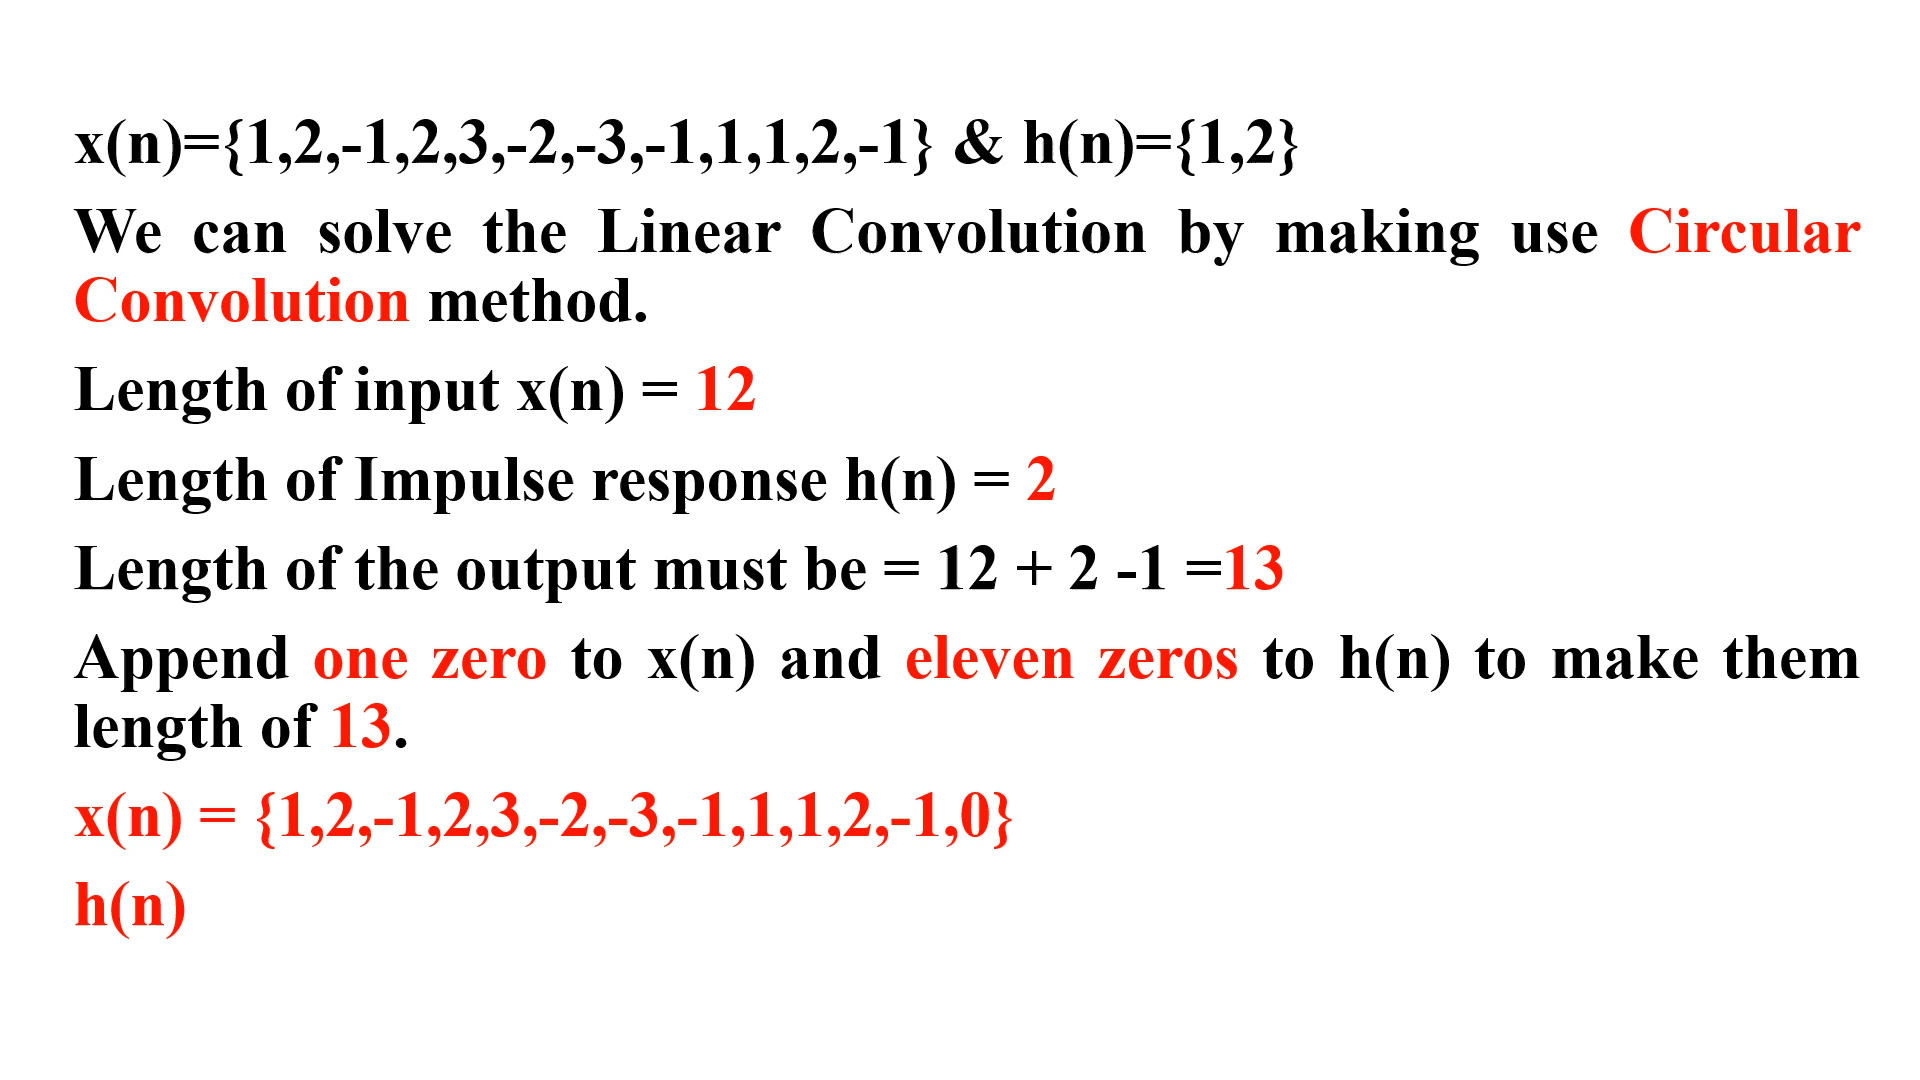 x(n)={1,2,-1,2,3,-2,-3,-1,1,1,2,-1} & h(n)={1,2}
We can solve the Linear Convolution by making use Circular
Convolution method.
Length of input x(n) = 12
Length of Impulse response h(n) = 2
Length of the output must be = 12 + 2 -1 =13
Append one zero to x(n) and eleven zeros to h(n) to make them
length of 13.
x(n) = {1,2,-1,2,3,-2,-3,-1,1,1,2,-1,0}
h(n)